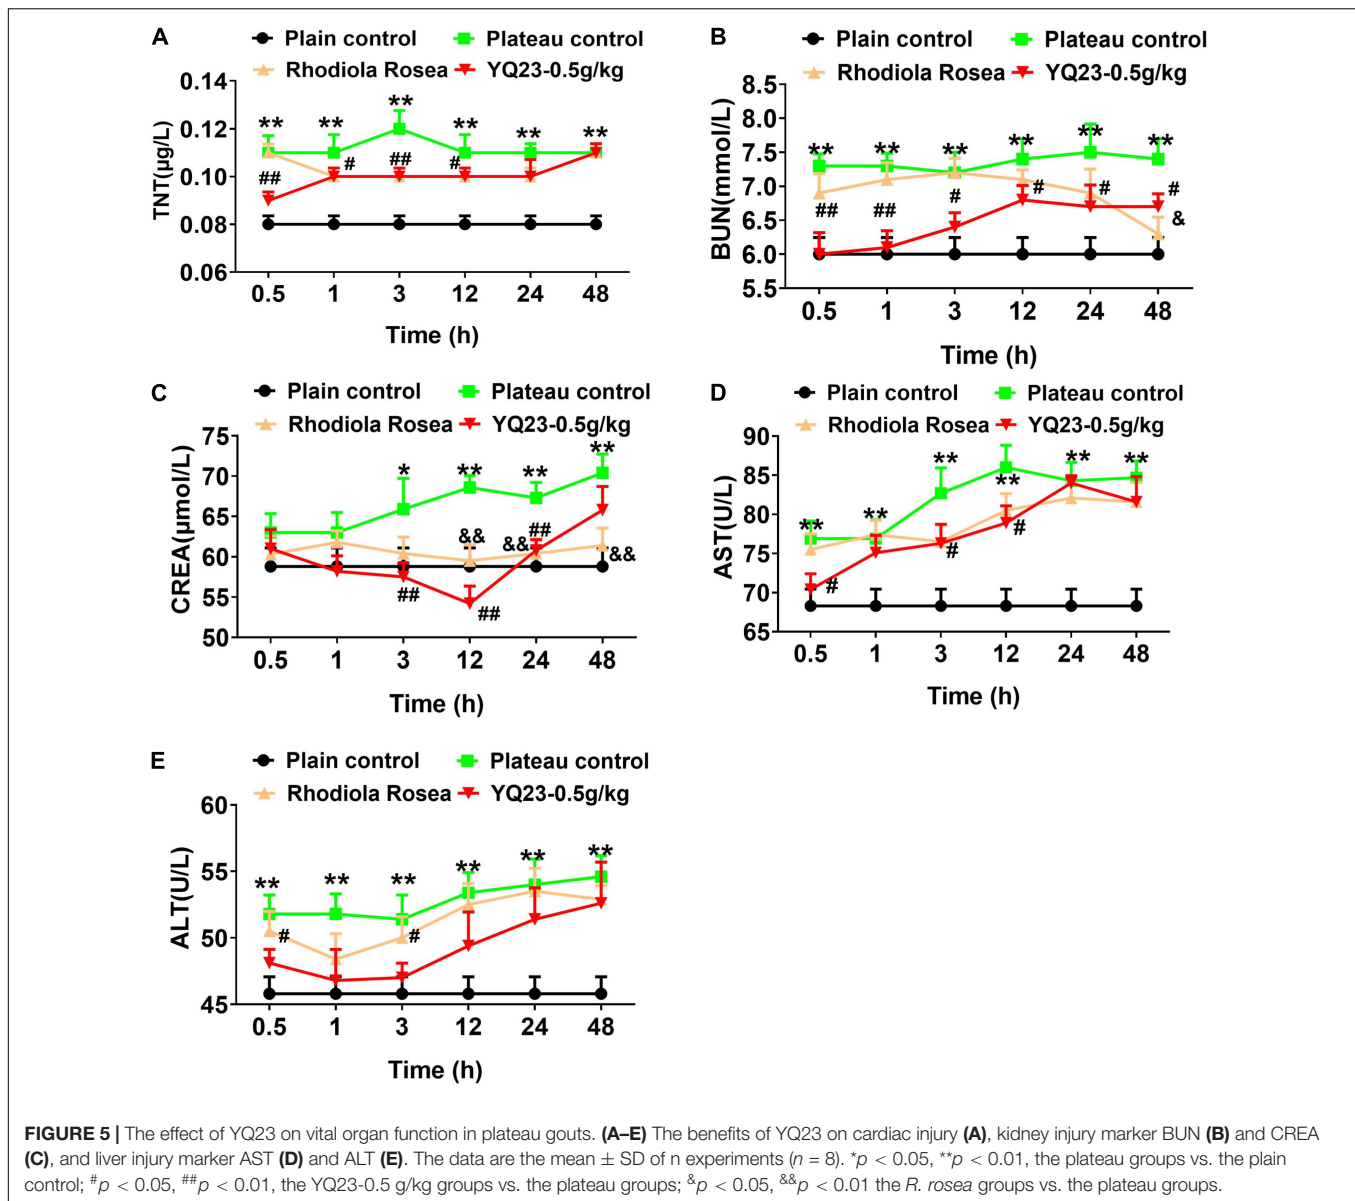 A
Plain control
Plateau control
Rhodiola Rosea
YQ23-0.5g/kg
TNT(µg/L)
0.14
0.12
0.10
0.08
0.06
** ** ** ** ** **
## # ## #
0.5 1 3 12 24 48
Time (h)
B
Plain control
Plateau control
Rhodiola Rosea
YQ23-0.5g/kg
BUN(mmol/L)
8.5
8.0
7.5
7.0
6.5
6.0
5.5
** ** ** ** ** **
## ## # # # #
&
0.5 1 3 12 24 48
Time (h)
C
Plain control
Plateau control
Rhodiola Rosea
YQ23-0.5g/kg
CREA(µmol/L)
75
70
65
60
55
50
* ** ** **
&& && &&
## ## ##
0.5 1 3 12 24 48
Time (h)
D
Plain control
Plateau control
Rhodiola Rosea
YQ23-0.5g/kg
AST(U/L)
90
85
80
75
70
65
** ** ** ** ** **
# # #
0.5 1 3 12 24 48
Time (h)
E
Plain control
Plateau control
Rhodiola Rosea
YQ23-0.5g/kg
ALT(U/L)
60
55
50
45
** ** ** ** ** **
# #
0.5 1 3 12 24 48
Time (h)
FIGURE 5 | The effect of YQ23 on vital organ function in plateau gouts. (A–E) The benefits of YQ23 on cardiac injury (A), kidney injury marker BUN (B) and CREA
(C), and liver injury marker AST (D) and ALT (E). The data are the mean ± SD of n experiments (n = 8). *p < 0.05, **p < 0.01, the plateau groups vs. the plain
control; #p < 0.05, ##p < 0.01, the YQ23-0.5 g/kg groups vs. the plateau groups; &p < 0.05, &&p < 0.01 the R. rosea groups vs. the plateau groups.